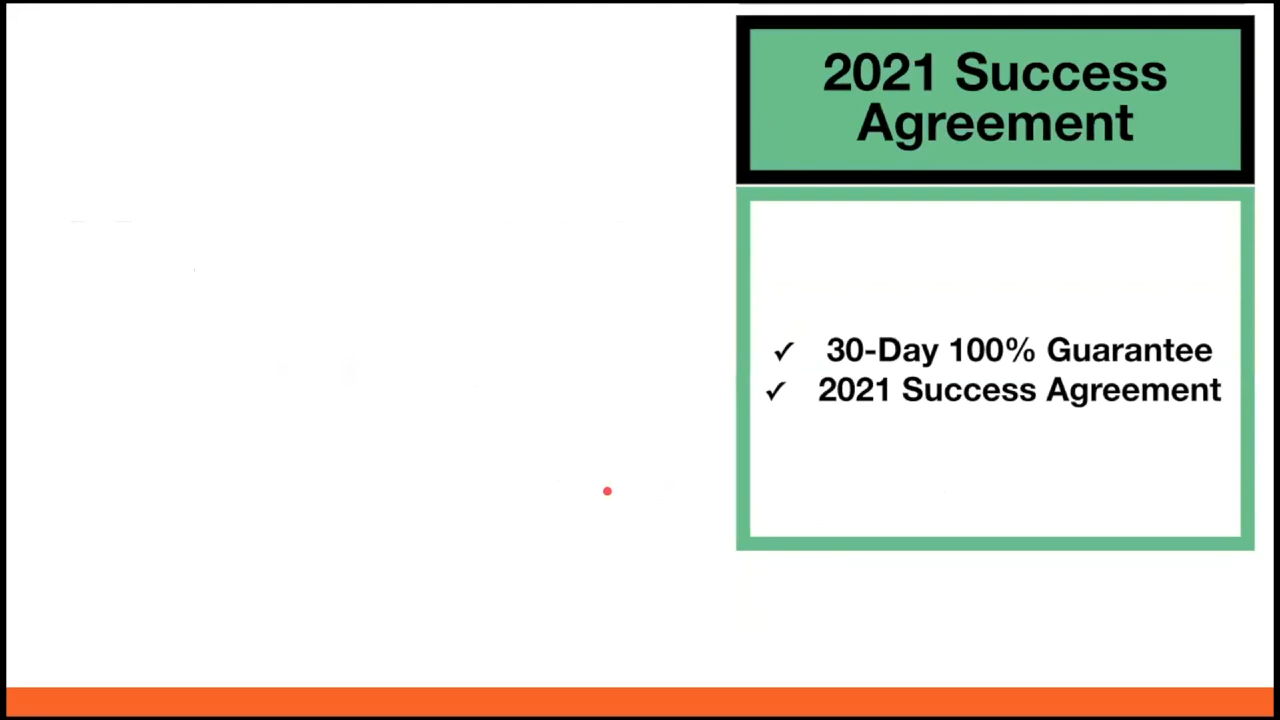 2021 Success
Agreement
✓ 30-Day 100% Guarantee
✓ 2021 Success Agreement